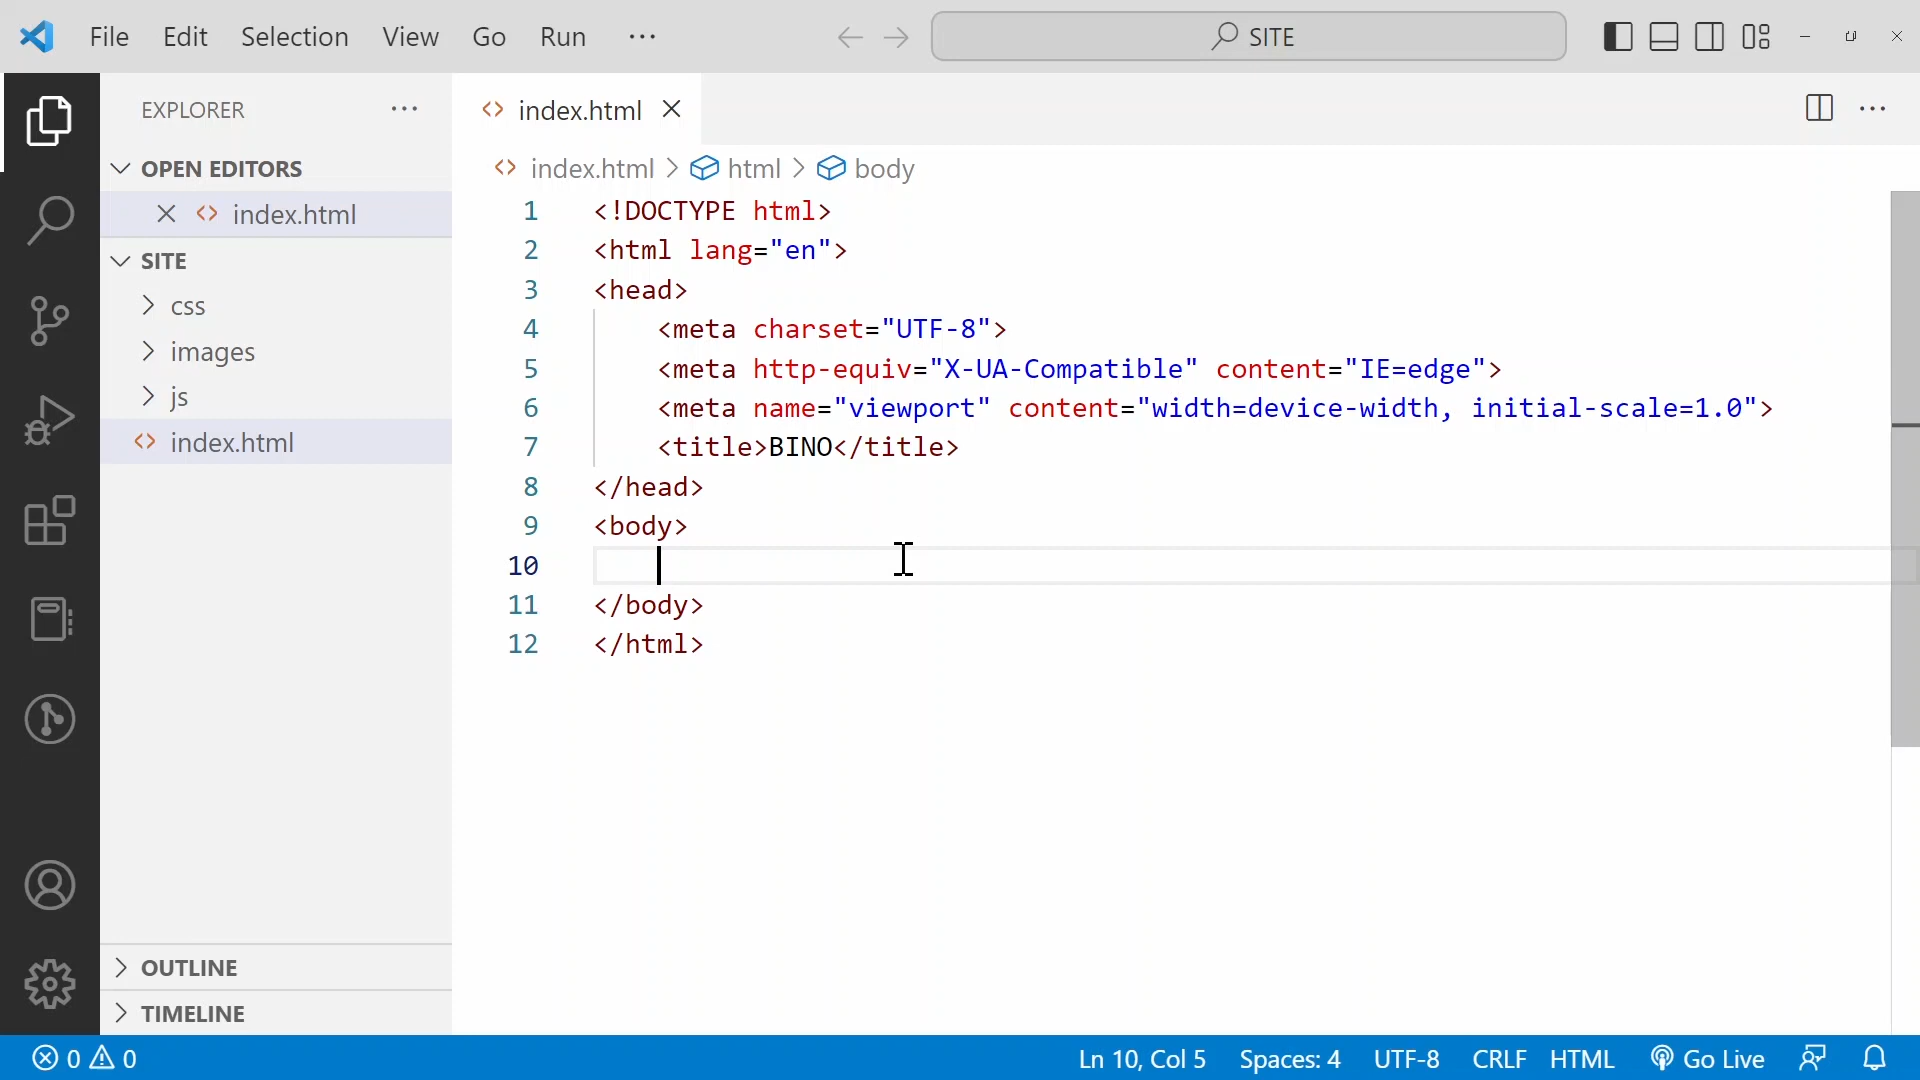 File Edit Selection View Go Run ··· SITE
EXPLORER ···
OPEN EDITORS
index.html
SITE
css
images
js
index.html
OUTLINE
TIMELINE
index.html
index.html > html > body
1 <!DOCTYPE html>
2 <html lang="en">
3 <head>
4 <meta charset="UTF-8">
5 <meta http-equiv="X-UA-Compatible" content="IE=edge">
6 <meta name="viewport" content="width=device-width, initial-scale=1.0">
7 <title>BINO</title>
8 </head>
9 <body>
10
11 </body>
12 </html>
0 0 Ln 10, Col 5 Spaces: 4 UTF-8 CRLF HTML Go Live